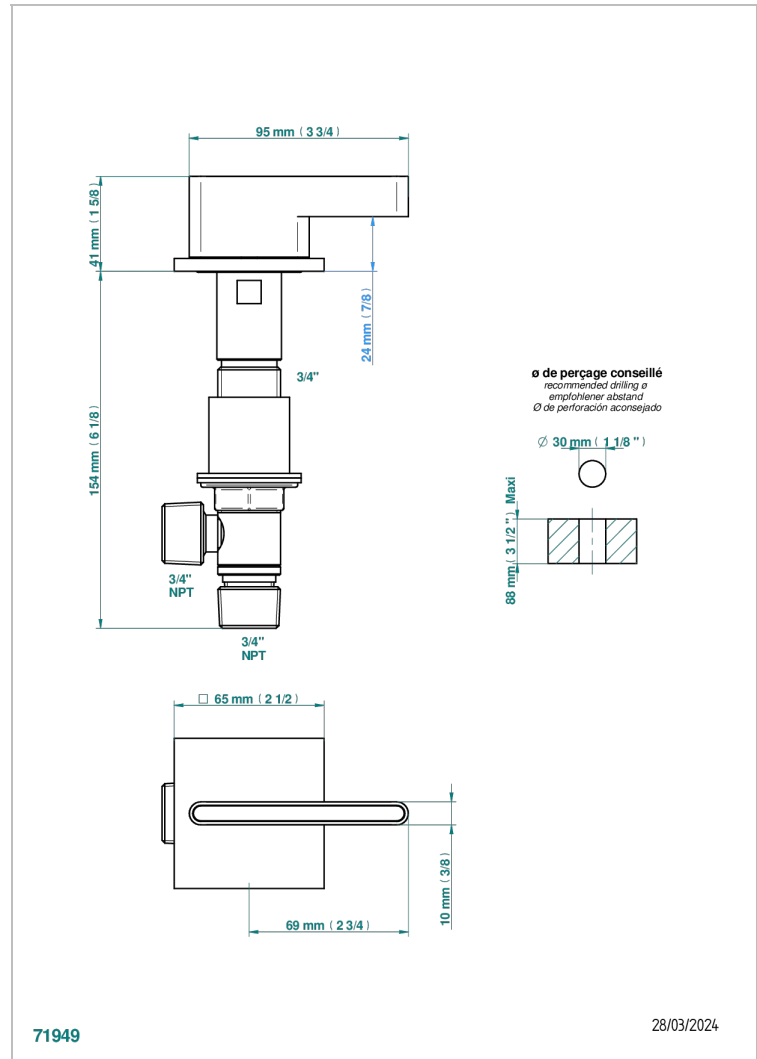 95 mm ( 3 3/4 )
41 mm ( 1 5/8 )
24 mm ( 7/8 )
3/4"
154 mm ( 6 1/8 )
3/4"
NPT
3/4"
NPT
ø de perçage conseillé
recommended drilling ø
empfohlener abstand
Ø de perforación aconsejado
∅ 30 mm ( 1 1/8 " )
88 mm ( 3 1/2 " ) Maxi
□ 65 mm ( 2 1/2 )
10 mm ( 3/8 )
69 mm ( 2 3/4 )
71949
28/03/2024